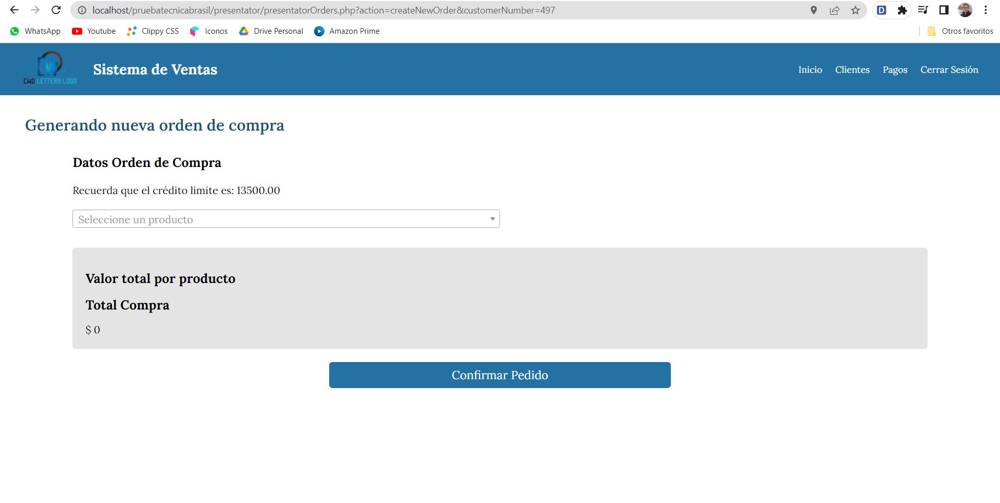 localhost/pruebatecnicabrasil/presentator/presentatorOrders.php?action=createNewOrder&customerNumber=497
D
WhatsApp Youtube Clippy CSS Iconos Drive Personal Amazon Prime Otros favoritos
CWO LETTERS LOGO
Sistema de Ventas
Inicio Clientes Pagos Cerrar Sesión
Generando nueva orden de compra
Datos Orden de Compra
Recuerda que el crédito limite es: 13500.00
Seleccione un producto
Valor total por producto
Total Compra
$ 0
Confirmar Pedido